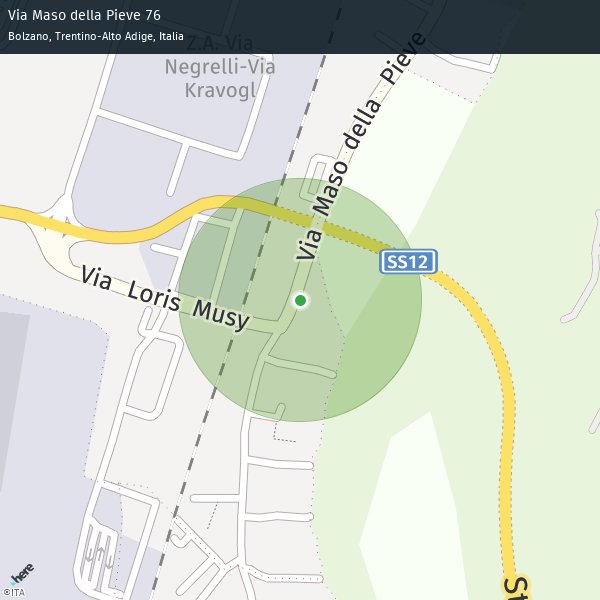 Via Maso della Pieve 76
Bolzano, Trentino-Alto Adige, Italia
Z.A. Via
Negrelli-Via
Kravogl
Via Maso della Pieve
SS12
Via Loris Musy
St
here
©ITA